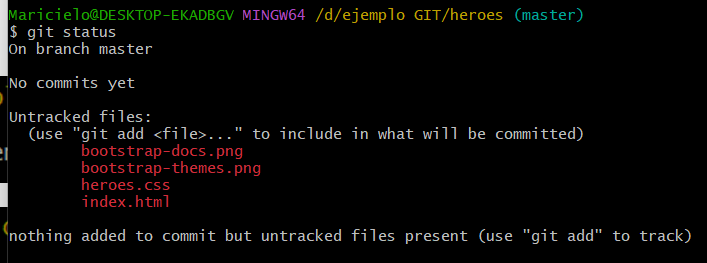 Maricielo@DESKTOP-EKADBGV MINGW64 /d/ejemplo GIT/heroes (master)
$ git status
On branch master
No commits yet
Untracked files:
  (use "git add <file>..." to include in what will be committed)
        bootstrap-docs.png
        bootstrap-themes.png
        heroes.css
        index.html
nothing added to commit but untracked files present (use "git add" to track)